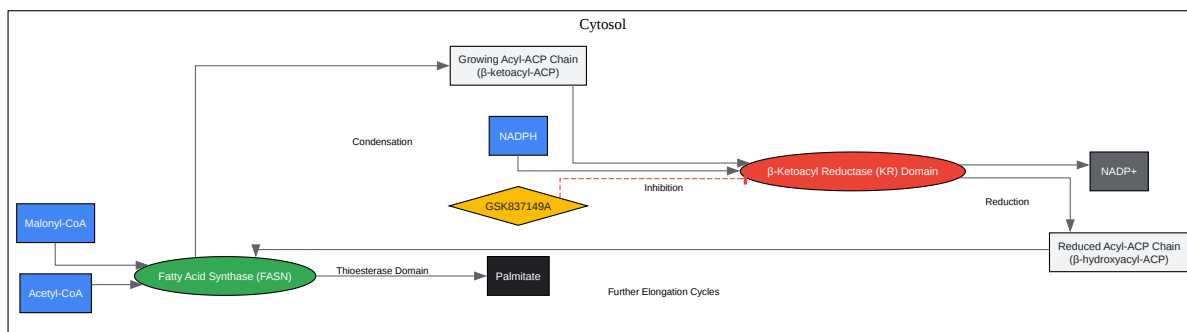 Cytosol
Growing Acyl-ACP Chain
(β-ketoacyl-ACP)
NADPH
Condensation
β-Ketoacyl Reductase (KR) Domain
NADP+
Inhibition
GSK837149A
Reduction
Malonyl-CoA
Reduced Acyl-ACP Chain
(β-hydroxyacyl-ACP)
Fatty Acid Synthase (FASN)
Thioesterase Domain
Palmitate
Acetyl-CoA
Further Elongation Cycles